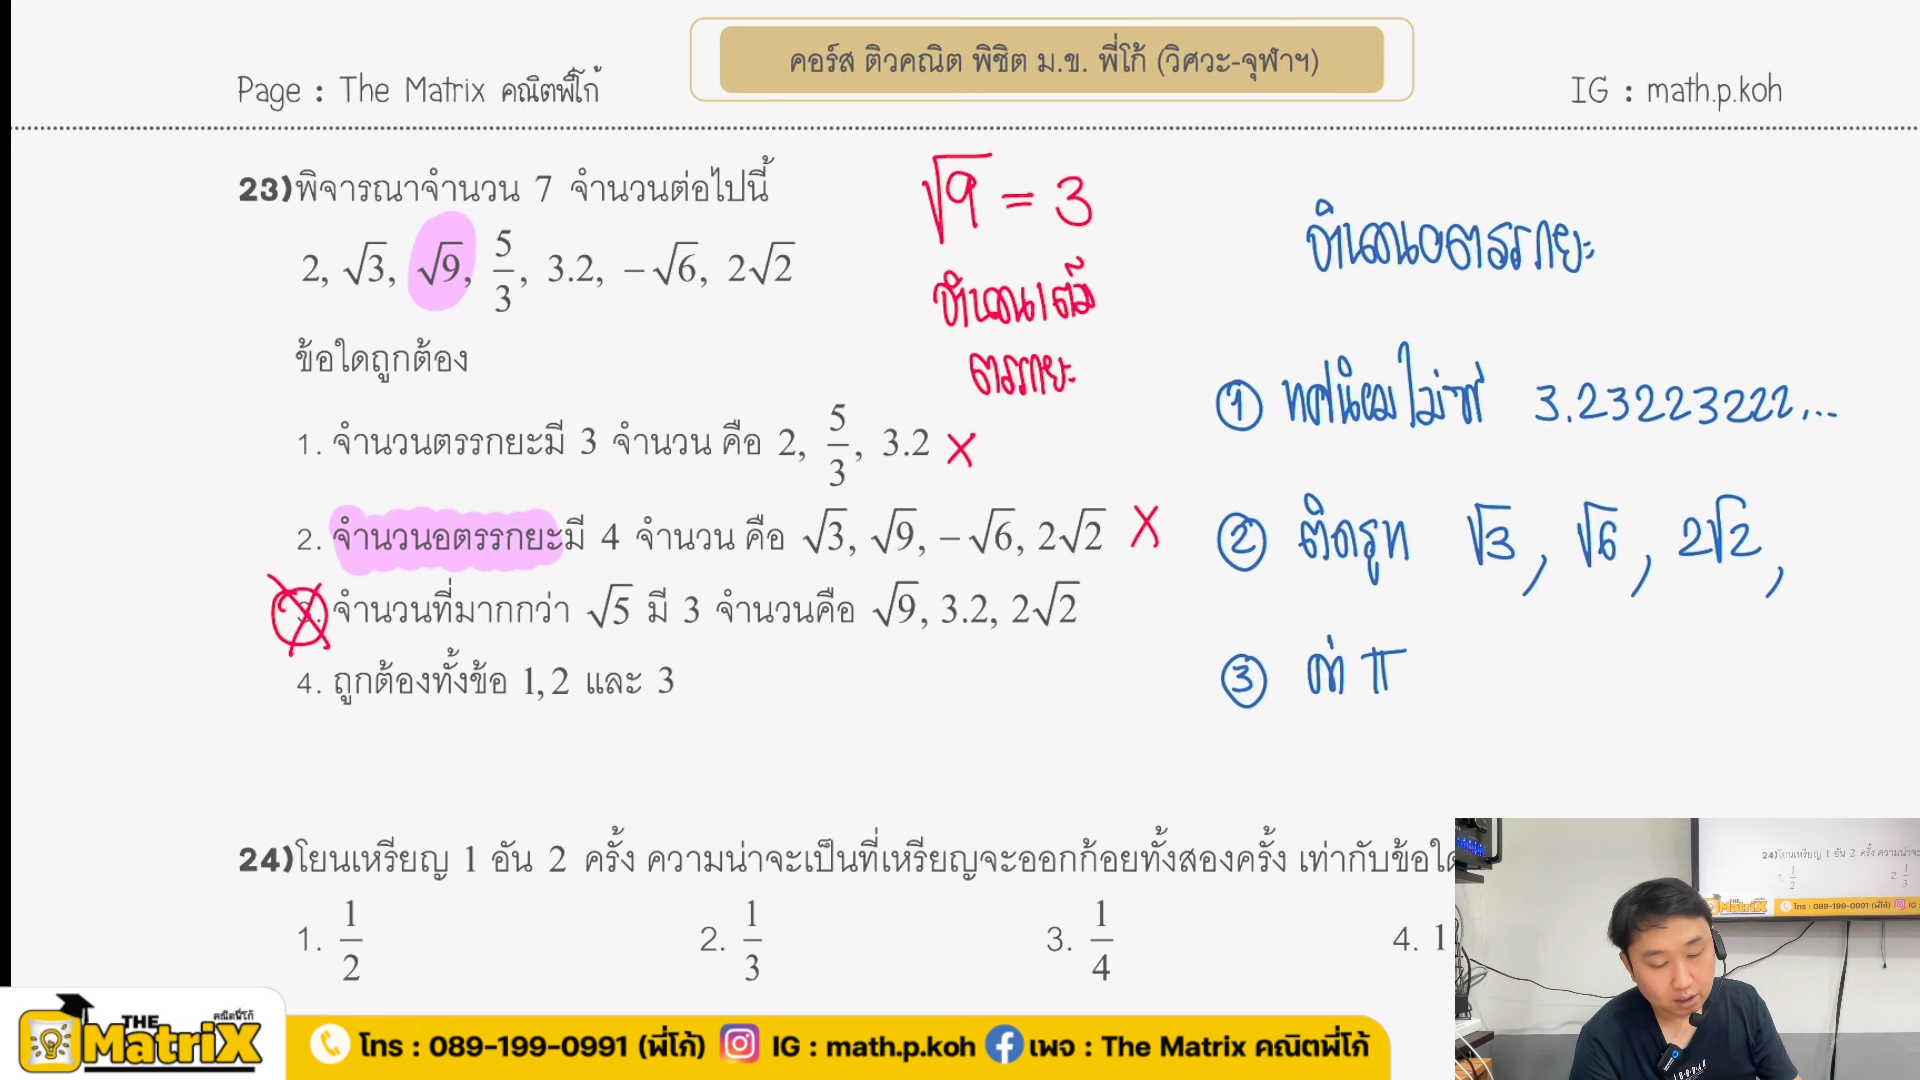 คอร์ส ติวคณิต พิชิต ม.ข. พี่โก้ (วิศวะ-จุฬาฯ)
Page : The Matrix คณิตพี่โก้
IG : math.p.koh
23)พิจารณาจำนวน 7 จำนวนต่อไปนี้
2, √3, √9, 5/3, 3.2, −√6, 2√2
ข้อใดถูกต้อง
1. จำนวนตรรกยะมี 3 จำนวน คือ 2, 5/3, 3.2 ×
2. จำนวนอตรรกยะมี 4 จำนวน คือ √3, √9, −√6, 2√2 ×
3. จำนวนที่มากกว่า √5 มี 3 จำนวนคือ √9, 3.2, 2√2
4. ถูกต้องทั้งข้อ 1,2 และ 3
√9 = 3
จำนวนเต็ม
ตรรกยะ
จำนวนอตรรกยะ
① ทศนิยมไม่ซ้ำ 3.23223222...
② ติดรูท √3, √6, 2√2,
③ ค่า π
24)โยนเหรียญ 1 อัน 2 ครั้ง ความน่าจะเป็นที่เหรียญจะออกก้อยทั้งสองครั้ง เท่ากับข้อใด
1. 1/2 2. 1/3 3. 1/4 4. 1
THE คณิตพี่โก้
MatriX
โทร : 089-199-0991 (พี่โก้) IG : math.p.koh เพจ : The Matrix คณิตพี่โก้